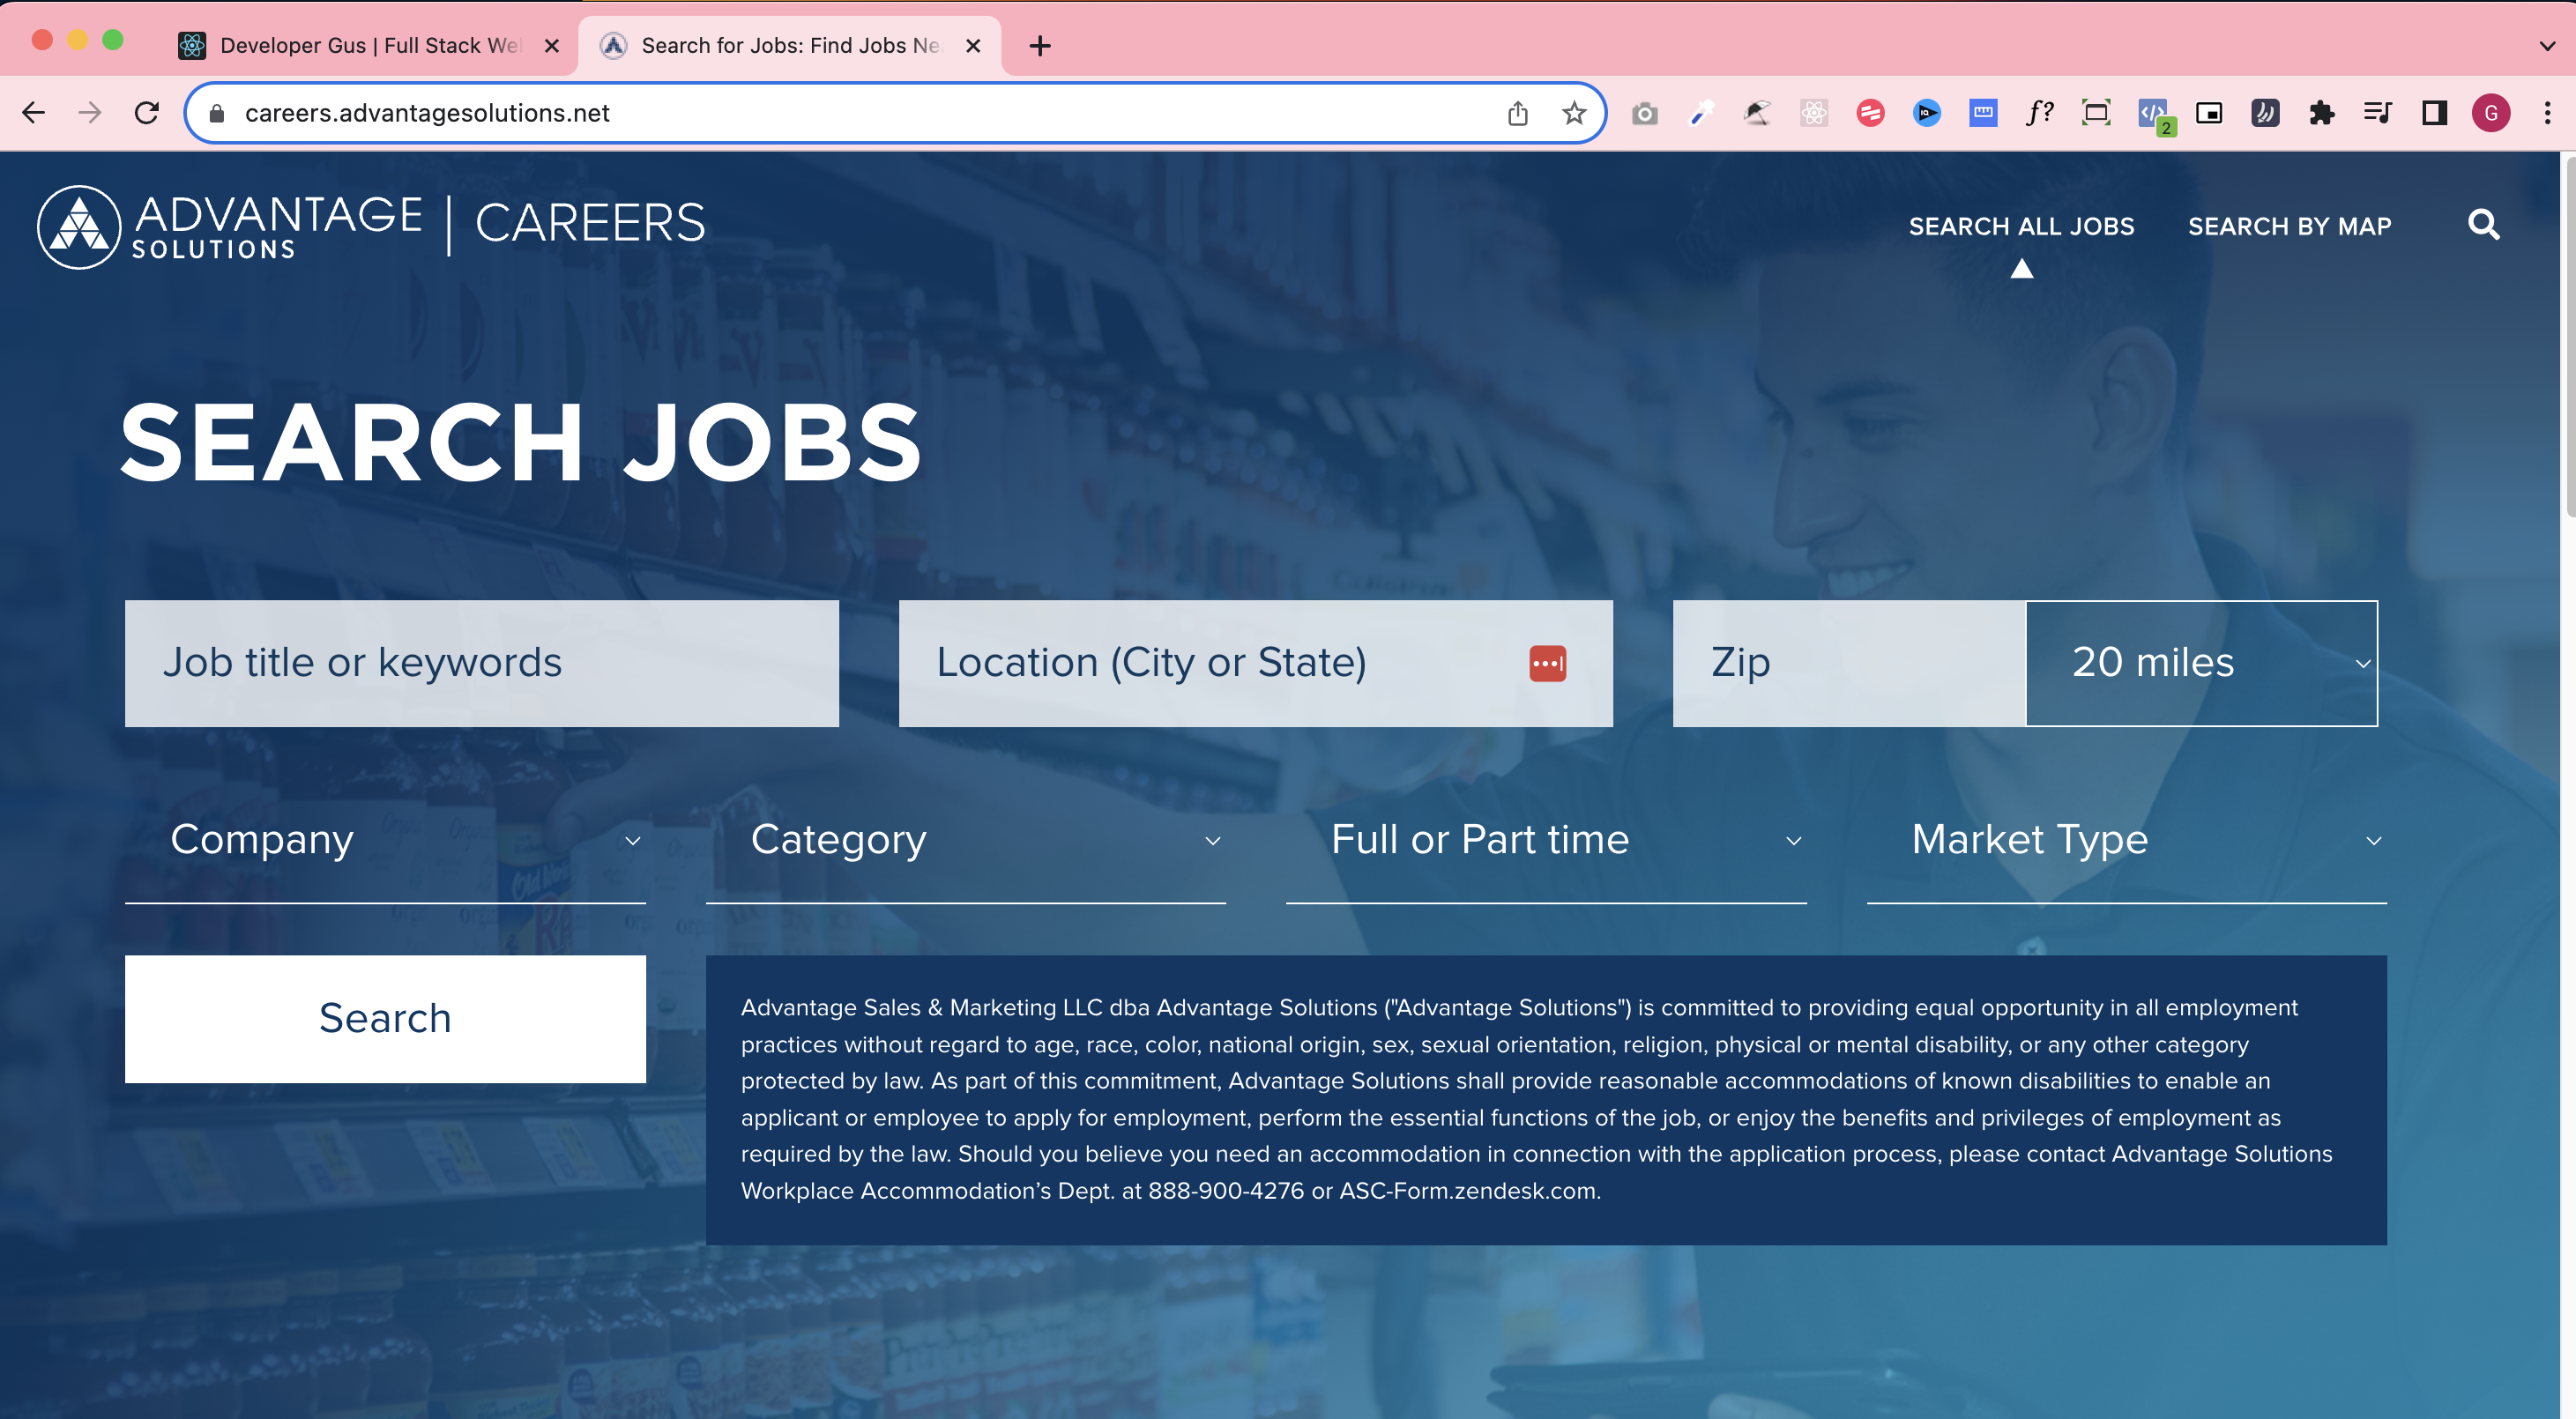 Developer Gus | Full Stack We
Search for Jobs: Find Jobs Ne
careers.advantagesolutions.net
f?
2
G
ADVANTAGE
SOLUTIONS
CAREERS
SEARCH ALL JOBS
SEARCH BY MAP
SEARCH JOBS
Job title or keywords
Location (City or State)
Zip
20 miles
Company
Category
Full or Part time
Market Type
Search
Advantage Sales & Marketing LLC dba Advantage Solutions ("Advantage Solutions") is committed to providing equal opportunity in all employment
practices without regard to age, race, color, national origin, sex, sexual orientation, religion, physical or mental disability, or any other category
protected by law. As part of this commitment, Advantage Solutions shall provide reasonable accommodations of known disabilities to enable an
applicant or employee to apply for employment, perform the essential functions of the job, or enjoy the benefits and privileges of employment as
required by the law. Should you believe you need an accommodation in connection with the application process, please contact Advantage Solutions
Workplace Accommodation’s Dept. at 888-900-4276 or ASC-Form.zendesk.com.